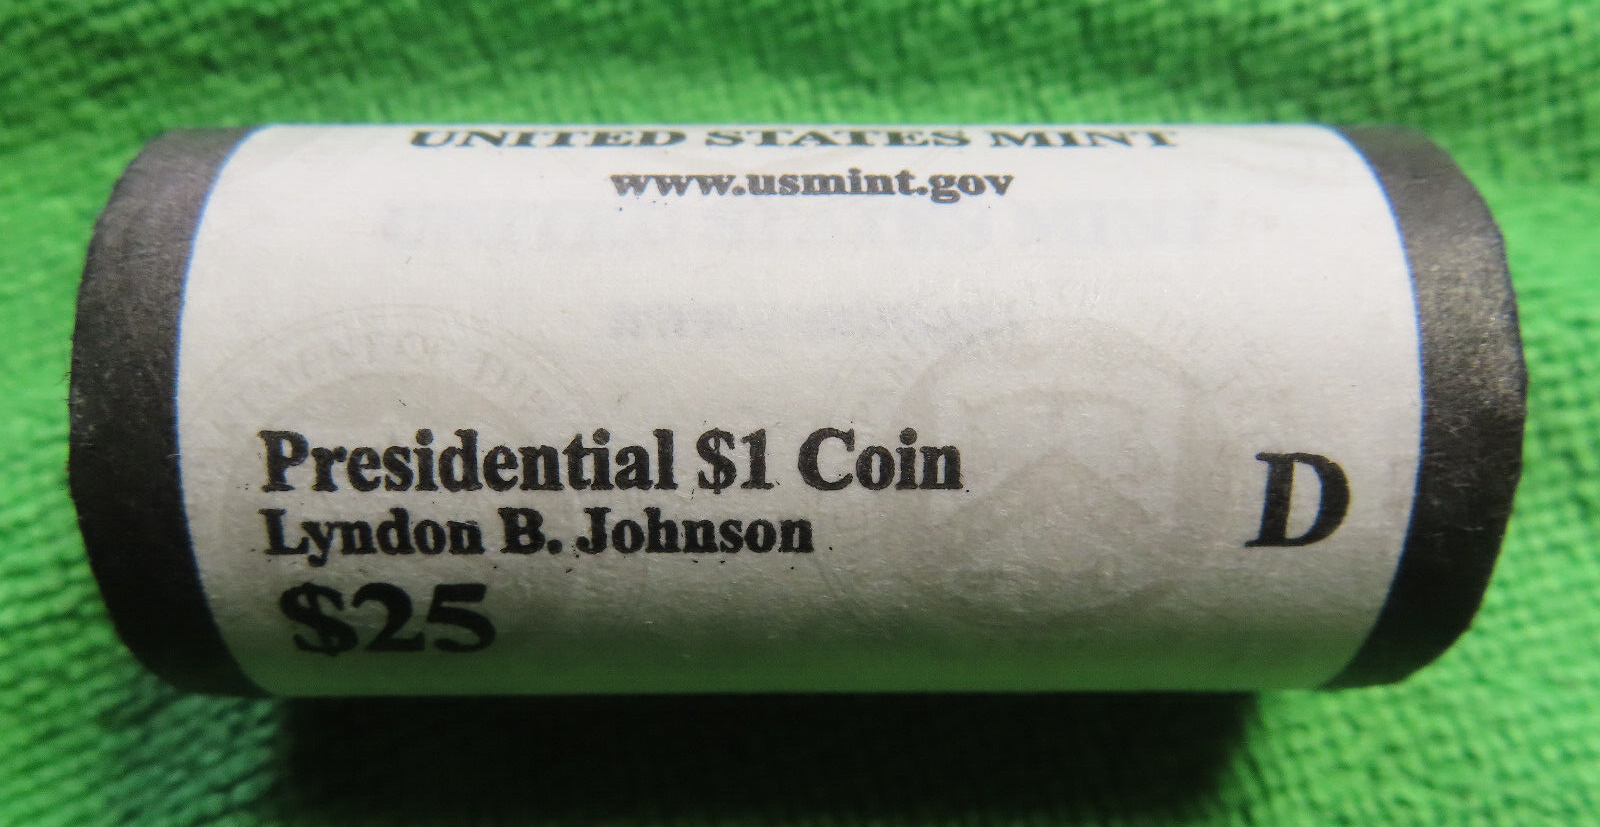 UNITED STATES MINT
www.usmint.gov
Presidential $1 Coin
Lyndon B. Johnson
$25
D